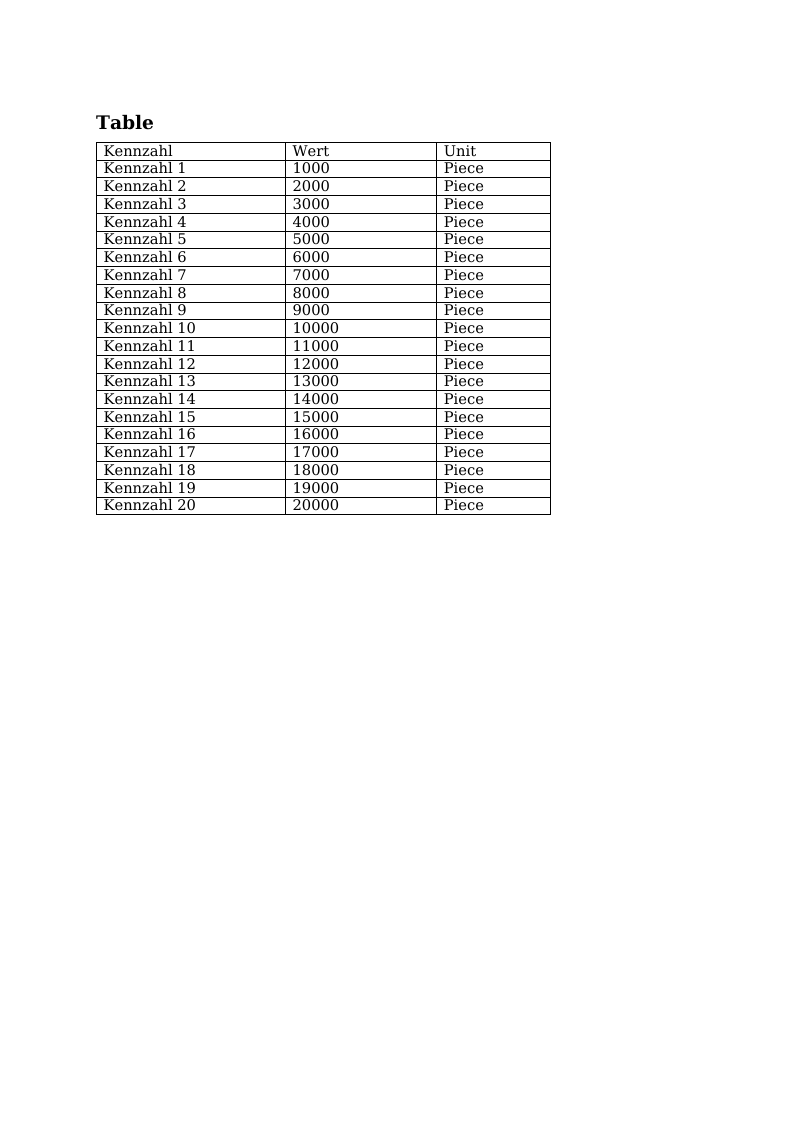 Table
Kennzahl Wert Unit
Kennzahl 1 1000 Piece
Kennzahl 2 2000 Piece
Kennzahl 3 3000 Piece
Kennzahl 4 4000 Piece
Kennzahl 5 5000 Piece
Kennzahl 6 6000 Piece
Kennzahl 7 7000 Piece
Kennzahl 8 8000 Piece
Kennzahl 9 9000 Piece
Kennzahl 10 10000 Piece
Kennzahl 11 11000 Piece
Kennzahl 12 12000 Piece
Kennzahl 13 13000 Piece
Kennzahl 14 14000 Piece
Kennzahl 15 15000 Piece
Kennzahl 16 16000 Piece
Kennzahl 17 17000 Piece
Kennzahl 18 18000 Piece
Kennzahl 19 19000 Piece
Kennzahl 20 20000 Piece